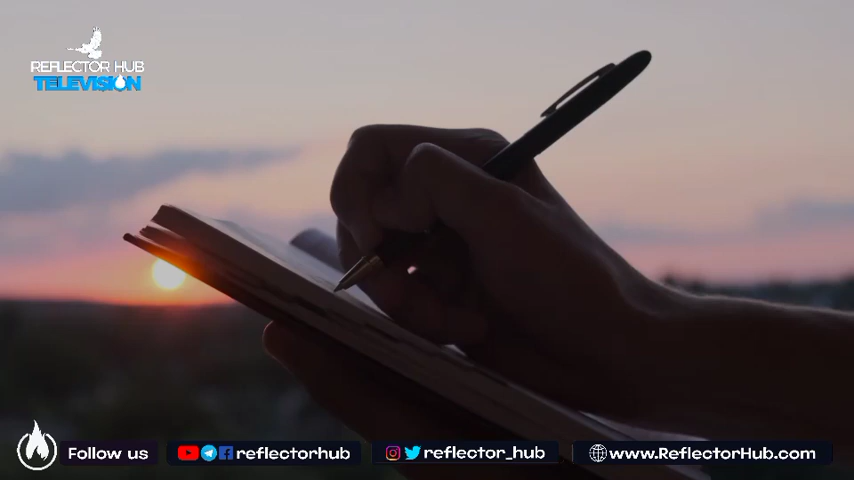 REFLECTOR HUB
TELEVISION
Follow us
reflectorhub
reflector_hub
www.ReflectorHub.com